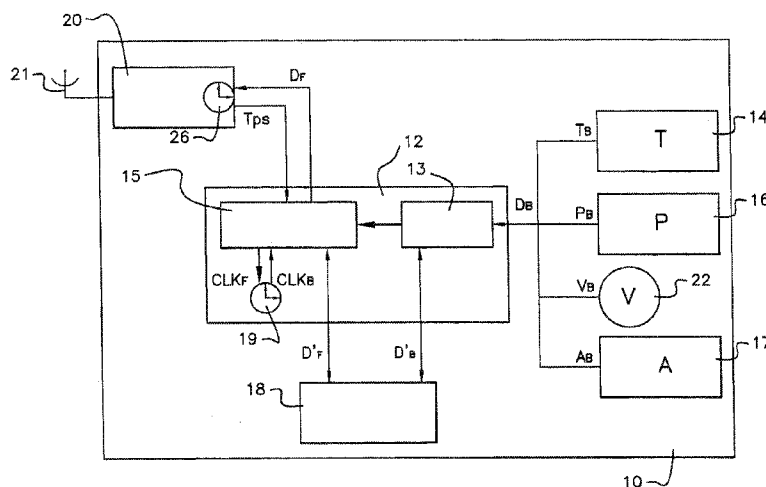 20
21
DF
26
Tps
12
15
13
TB
T
14
DB
PB
P
16
CLKF
CLKB
VB
V
22
19
D'F
D'B
AB
A
17
18
10